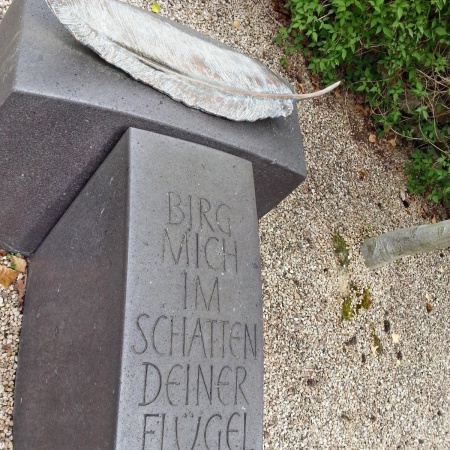 BIRG
MICH
IM
SCHATTEN
DEINER
FLÜGEL